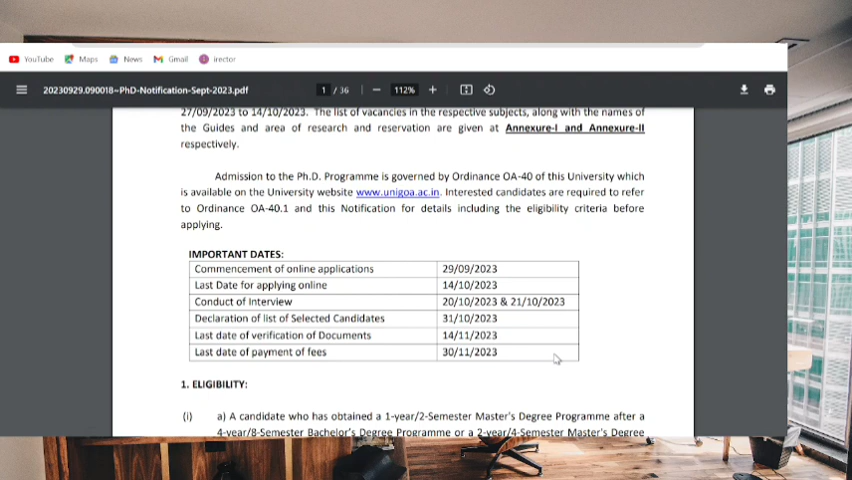 YouTube Maps News Gmail irector
20230929.090018~PhD-Notification-Sept-2023.pdf 1 / 36 − 112% +
27/09/2023 to 14/10/2023. The list of vacancies in the respective subjects, along with the names of
the Guides and area of research and reservation are given at Annexure-I and Annexure-II
respectively.
Admission to the Ph.D. Programme is governed by Ordinance OA-40 of this University which
is available on the University website www.unigoa.ac.in. Interested candidates are required to refer
to Ordinance OA-40.1 and this Notification for details including the eligibility criteria before
applying.
IMPORTANT DATES:
Commencement of online applications 29/09/2023
Last Date for applying online 14/10/2023
Conduct of Interview 20/10/2023 & 21/10/2023
Declaration of list of Selected Candidates 31/10/2023
Last date of verification of Documents 14/11/2023
Last date of payment of fees 30/11/2023
1. ELIGIBILITY:
(i) a) A candidate who has obtained a 1-year/2-Semester Master's Degree Programme after a
4-year/8-Semester Bachelor's Degree Programme or a 2-year/4-Semester Master's Degree